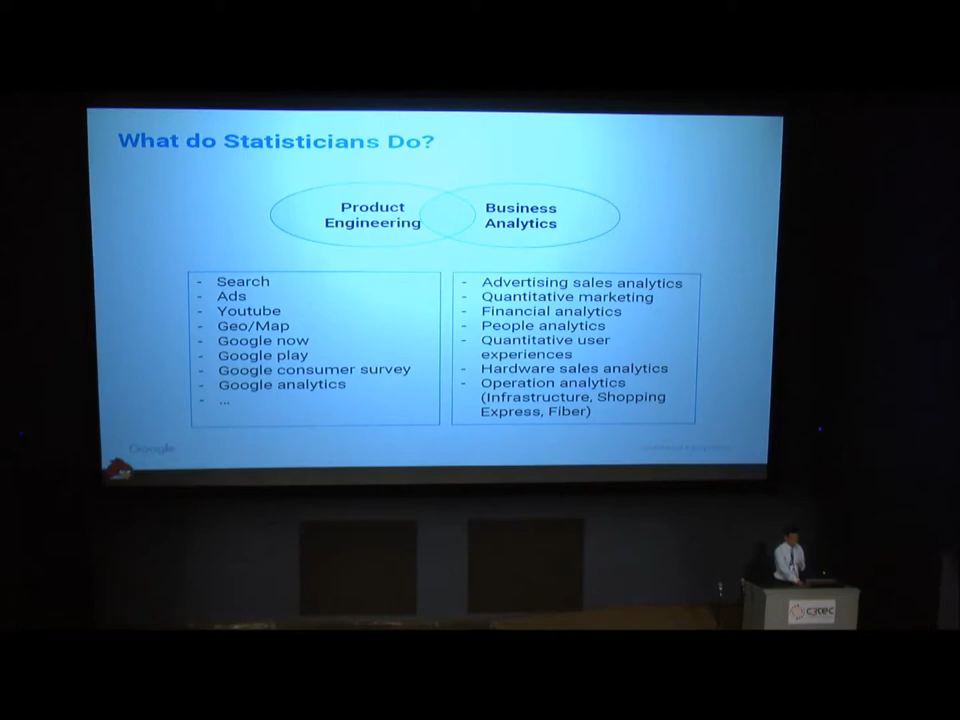 What do Statisticians Do?
Product
Engineering
Business
Analytics
- Search
- Ads
- Youtube
- Geo/Map
- Google now
- Google play
- Google consumer survey
- Google analytics
- ...
- Advertising sales analytics
- Quantitative marketing
- Financial analytics
- People analytics
- Quantitative user
experiences
- Hardware sales analytics
- Operation analytics
(Infrastructure, Shopping
Express, Fiber)
Google